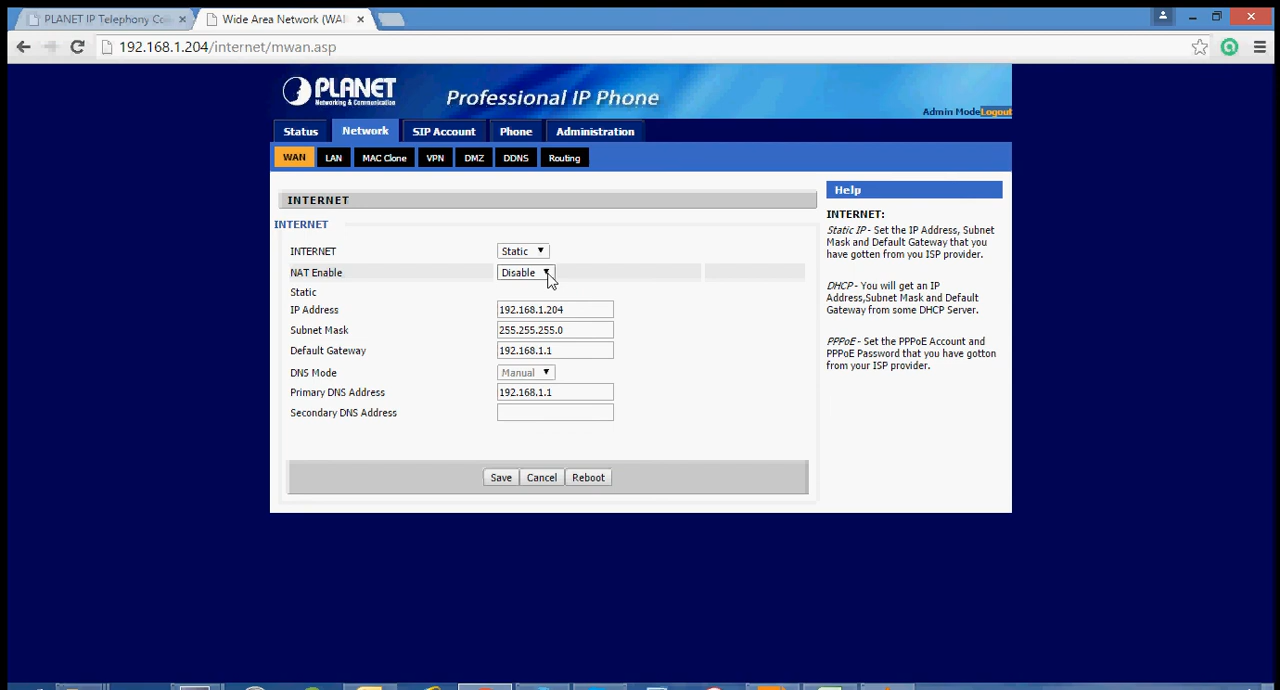 PLANET IP Telephony Co
Wide Area Network (WA
192.168.1.204/internet/mwan.asp
PLANET
Networking & Communication
Professional IP Phone
Admin Mode Logout
Status Network SIP Account Phone Administration
WAN LAN MAC Clone VPN DMZ DDNS Routing
INTERNET
INTERNET
INTERNET Static
NAT Enable Disable
Static
IP Address 192.168.1.204
Subnet Mask 255.255.255.0
Default Gateway 192.168.1.1
DNS Mode Manual
Primary DNS Address 192.168.1.1
Secondary DNS Address
Save Cancel Reboot
Help
INTERNET:
Static IP - Set the IP Address, Subnet
Mask and Default Gateway that you
have gotten from you ISP provider.
DHCP - You will get an IP
Address,Subnet Mask and Default
Gateway from some DHCP Server.
PPPoE - Set the PPPoE Account and
PPPoE Password that you have gotton
from your ISP provider.